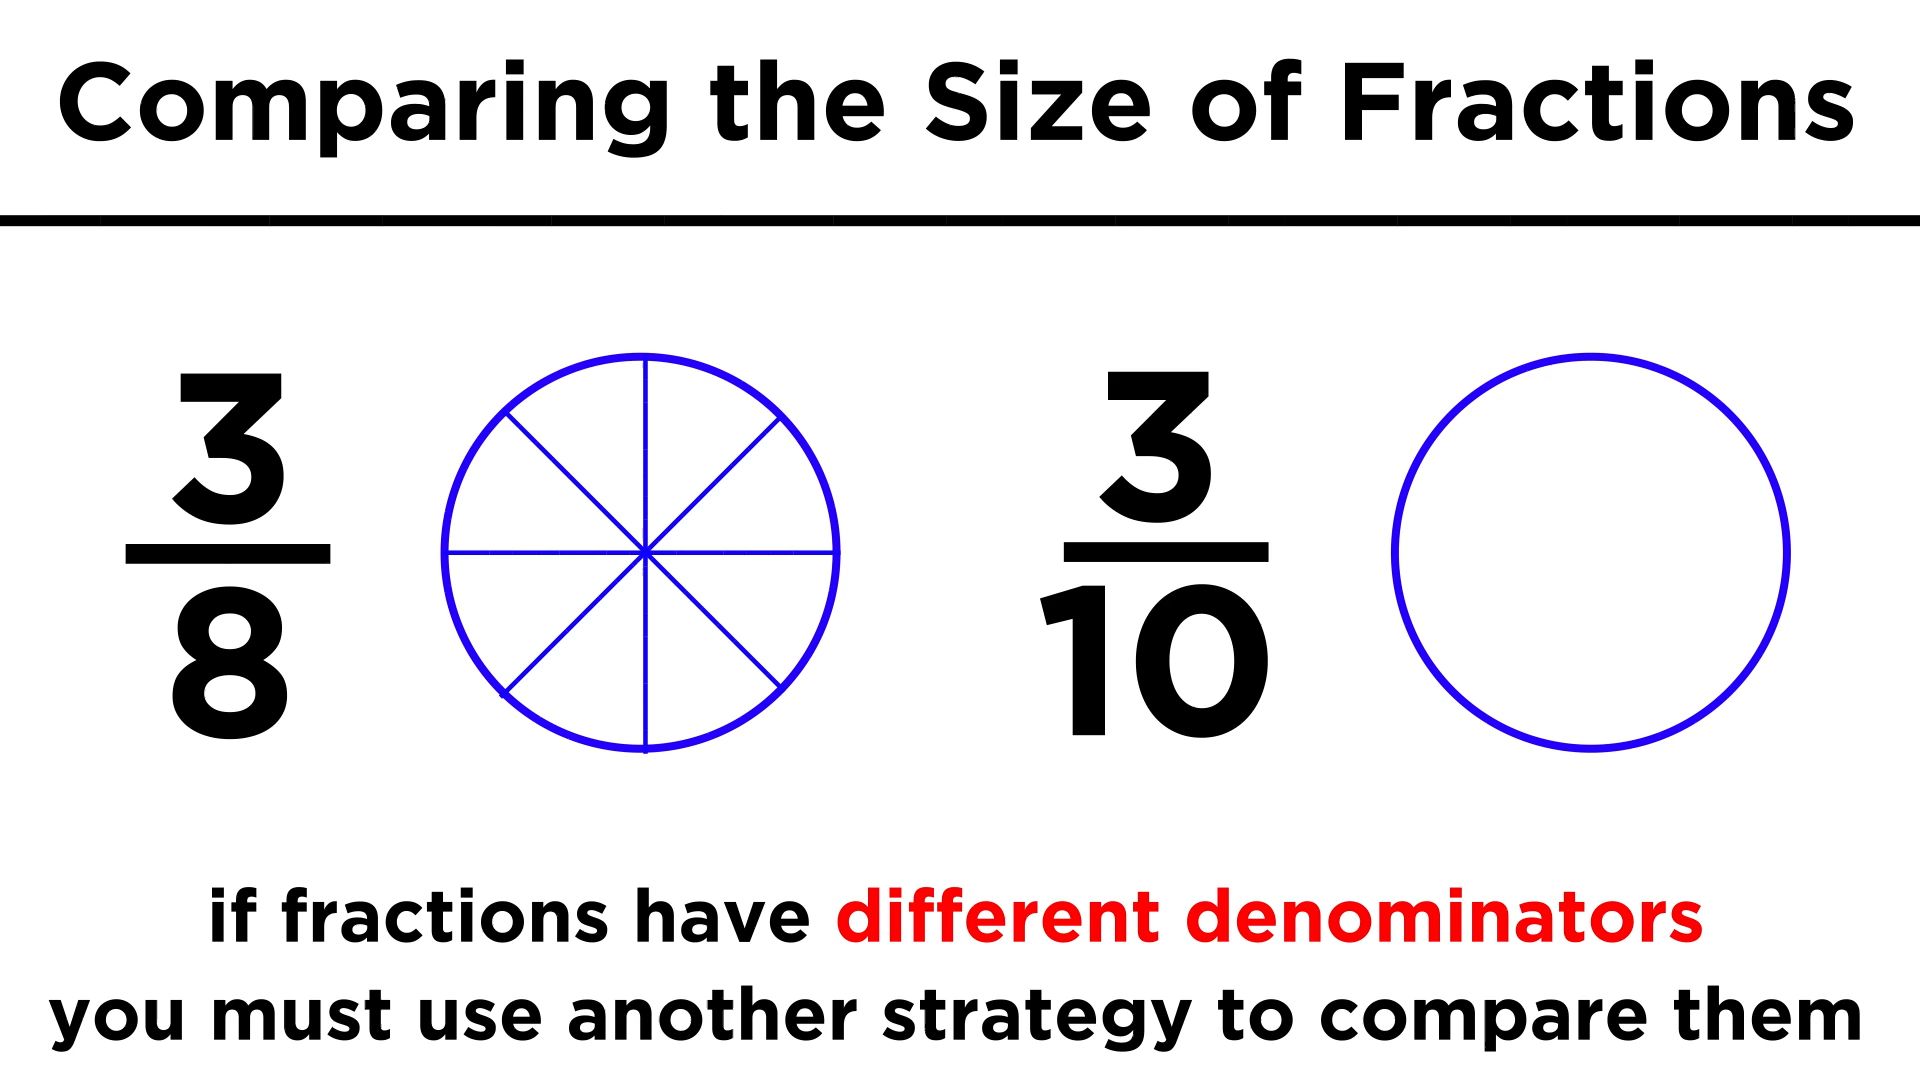 Comparing the Size of Fractions
3
8
3
10
if fractions have different denominators
you must use another strategy to compare them